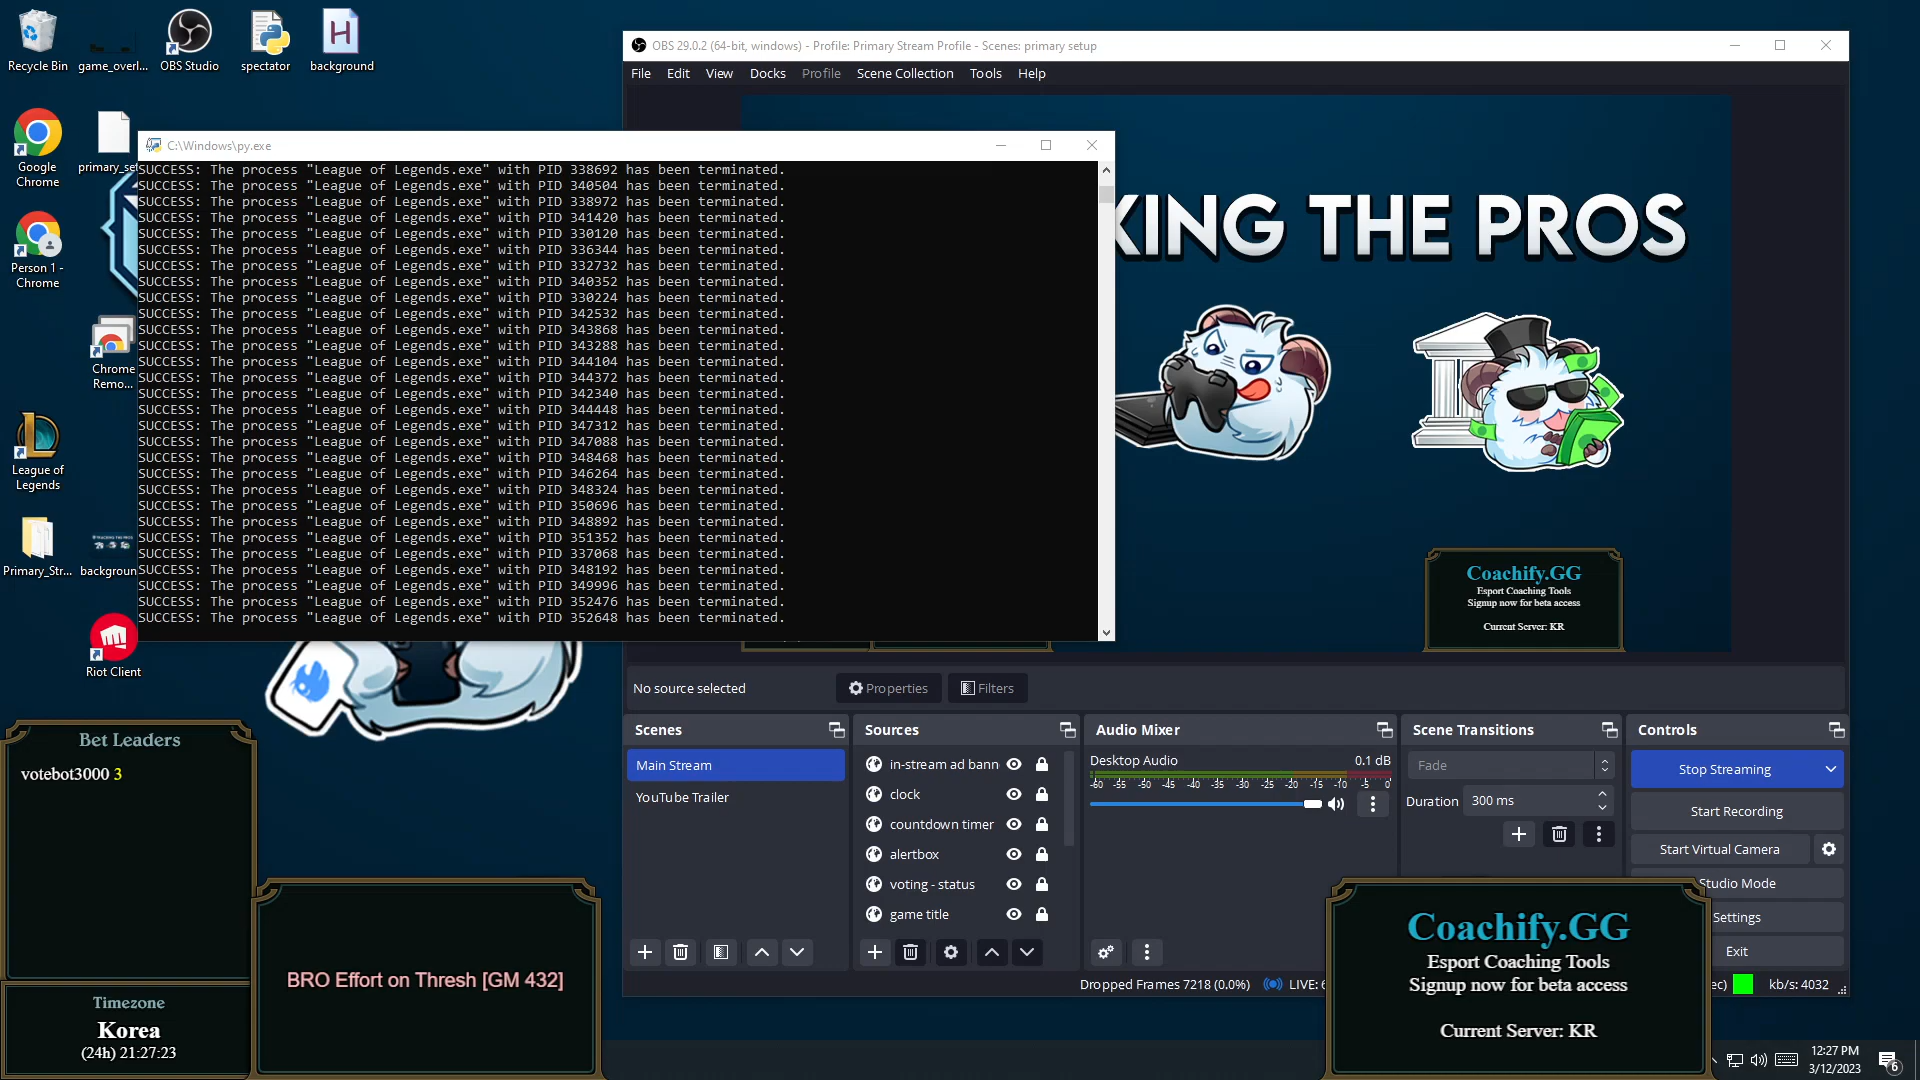 Recycle Bin
game_overl...
OBS Studio
spectator
background
Google
Chrome
primary_se
Person 1 -
Chrome
Chrome
Remo...
League of
Legends
Primary_Str...
backgroun
Riot Client
C:\Windows\py.exe
SUCCESS: The process "League of Legends.exe" with PID 338692 has been terminated.
SUCCESS: The process "League of Legends.exe" with PID 340504 has been terminated.
SUCCESS: The process "League of Legends.exe" with PID 338972 has been terminated.
SUCCESS: The process "League of Legends.exe" with PID 341420 has been terminated.
SUCCESS: The process "League of Legends.exe" with PID 330120 has been terminated.
SUCCESS: The process "League of Legends.exe" with PID 336344 has been terminated.
SUCCESS: The process "League of Legends.exe" with PID 332732 has been terminated.
SUCCESS: The process "League of Legends.exe" with PID 340352 has been terminated.
SUCCESS: The process "League of Legends.exe" with PID 330224 has been terminated.
SUCCESS: The process "League of Legends.exe" with PID 342532 has been terminated.
SUCCESS: The process "League of Legends.exe" with PID 343868 has been terminated.
SUCCESS: The process "League of Legends.exe" with PID 343288 has been terminated.
SUCCESS: The process "League of Legends.exe" with PID 344104 has been terminated.
SUCCESS: The process "League of Legends.exe" with PID 344372 has been terminated.
SUCCESS: The process "League of Legends.exe" with PID 342340 has been terminated.
SUCCESS: The process "League of Legends.exe" with PID 344448 has been terminated.
SUCCESS: The process "League of Legends.exe" with PID 347312 has been terminated.
SUCCESS: The process "League of Legends.exe" with PID 347088 has been terminated.
SUCCESS: The process "League of Legends.exe" with PID 348468 has been terminated.
SUCCESS: The process "League of Legends.exe" with PID 346264 has been terminated.
SUCCESS: The process "League of Legends.exe" with PID 348324 has been terminated.
SUCCESS: The process "League of Legends.exe" with PID 350696 has been terminated.
SUCCESS: The process "League of Legends.exe" with PID 348892 has been terminated.
SUCCESS: The process "League of Legends.exe" with PID 351352 has been terminated.
SUCCESS: The process "League of Legends.exe" with PID 337068 has been terminated.
SUCCESS: The process "League of Legends.exe" with PID 348192 has been terminated.
SUCCESS: The process "League of Legends.exe" with PID 349996 has been terminated.
SUCCESS: The process "League of Legends.exe" with PID 352476 has been terminated.
SUCCESS: The process "League of Legends.exe" with PID 352648 has been terminated.
OBS 29.0.2 (64-bit, windows) - Profile: Primary Stream Profile - Scenes: primary setup
File Edit View Docks Profile Scene Collection Tools Help
KING THE PROS
Coachify.GG
Esport Coaching Tools
Signup now for beta access
Current Server: KR
No source selected
Properties
Filters
Scenes
Main Stream
YouTube Trailer
Sources
in-stream ad bann
clock
countdown timer
alertbox
voting - status
game title
Audio Mixer
Desktop Audio
0.1 dB
-60 -55 -50 -45 -40 -35 -30 -25 -20 -15 -10 -5 0
Scene Transitions
Fade
Duration
300 ms
Controls
Stop Streaming
Start Recording
Start Virtual Camera
Studio Mode
Settings
Exit
Dropped Frames 7218 (0.0%)
LIVE: 6
ec)
kb/s: 4032
Bet Leaders
votebot3000 3
Timezone
Korea
(24h) 21:27:23
BRO Effort on Thresh [GM 432]
Coachify.GG
Esport Coaching Tools
Signup now for beta access
Current Server: KR
12:27 PM
3/12/2023
6